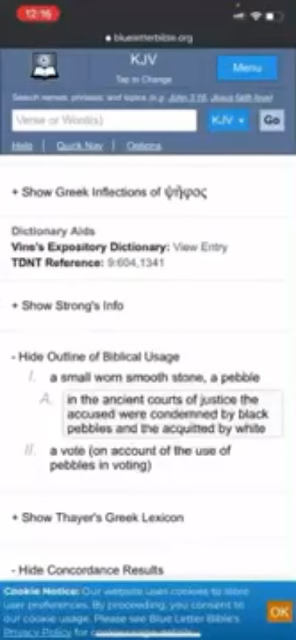 12:16
blueletterbible.org
KJV
Tap to Change
Menu
Search verses, phrases, and topics (e.g. John 3:16, Jesus faith love)
Verse or Word(s)
KJV
Go
Help | Quick Nav | Options
+ Show Greek Inflections of ψῆφος
Dictionary Aids
Vine's Expository Dictionary: View Entry
TDNT Reference: 9:604,1341
+ Show Strong's Info
- Hide Outline of Biblical Usage
I. a small worn smooth stone, a pebble
A. in the ancient courts of justice the
accused were condemned by black
pebbles and the acquitted by white
II. a vote (on account of the use of
pebbles in voting)
+ Show Thayer's Greek Lexicon
- Hide Concordance Results
Cookie Notice: Our website uses cookies to store
user preferences. By proceeding, you consent to
our cookie usage. Please see Blue Letter Bible's
Privacy Policy for
OK